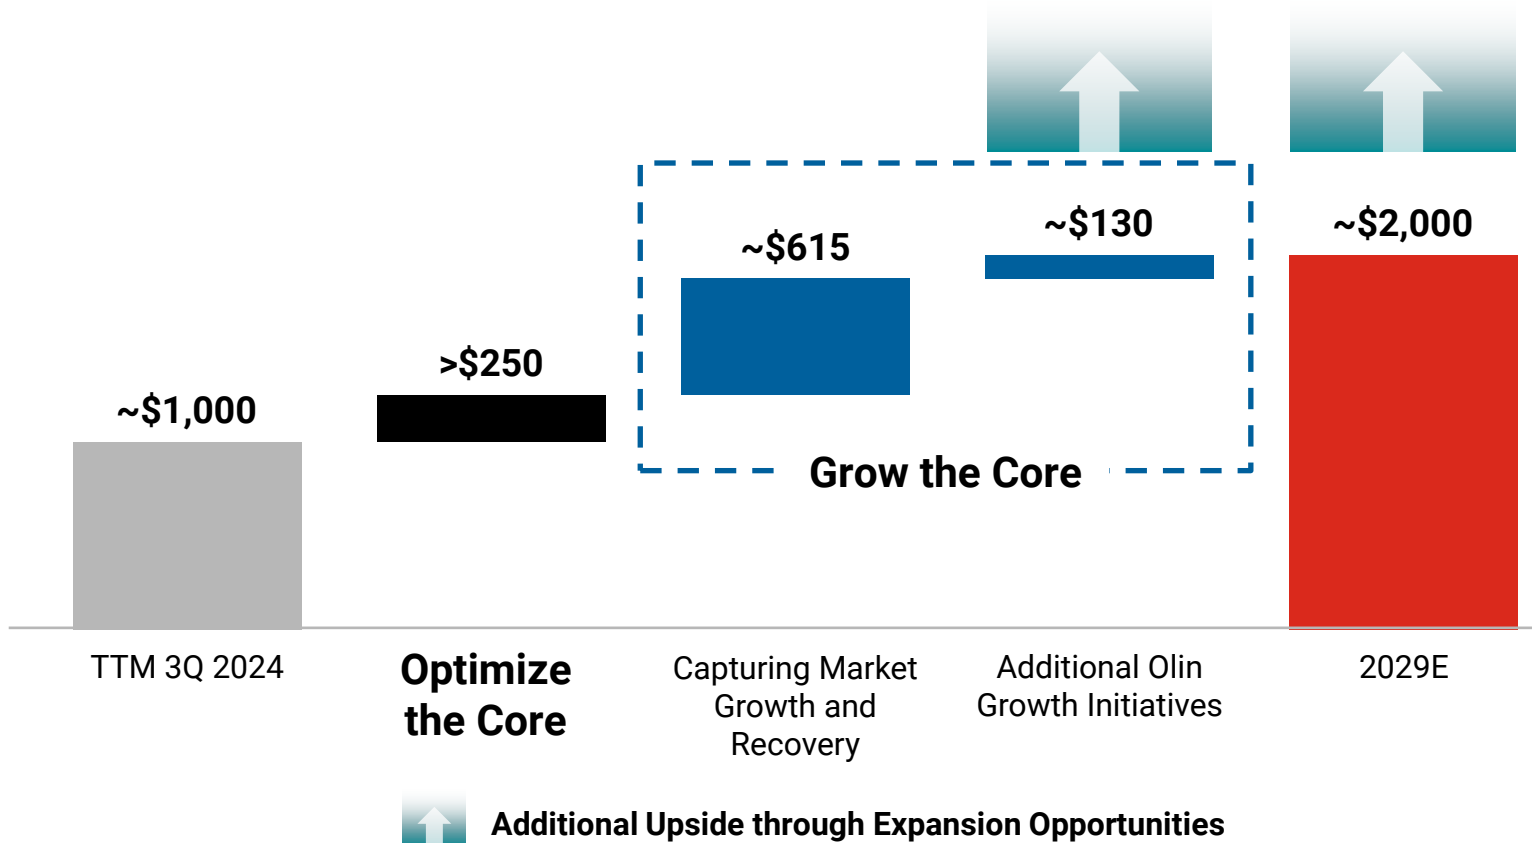 ~$1,000
>$250
~$615
~$130
~$2,000
Grow the Core
TTM 3Q 2024
Optimize
the Core
Capturing Market
Growth and
Recovery
Additional Olin
Growth Initiatives
2029E
Additional Upside through Expansion Opportunities